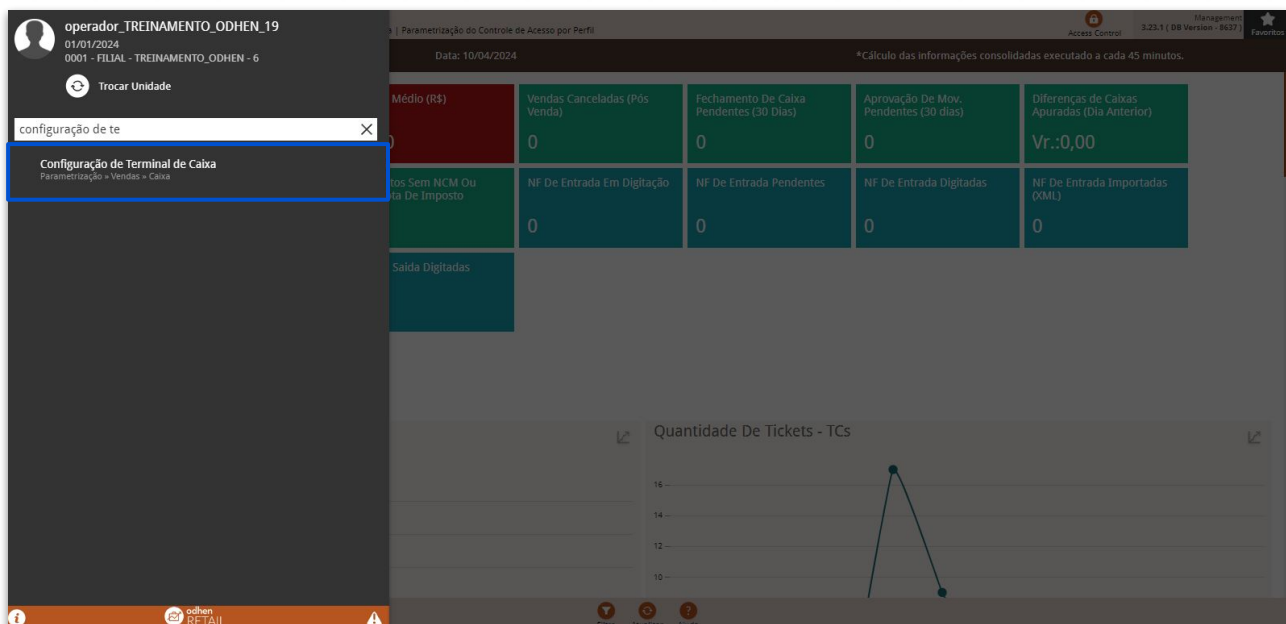 operador_TREINAMENTO_ODHEN_19
01/01/2024
0001 - FILIAL - TREINAMENTO_ODHEN - 6
Trocar Unidade
configuração de te
Configuração de Terminal de Caixa
Parametrização » Vendas » Caixa
| Parametrização do Controle de Acesso por Perfil
Access Control
Management
3.23.1 ( DB Version - 9637 )
Favoritos
Data: 10/04/2024
*Cálculo das informações consolidadas executado a cada 45 minutos.
Médio (R$)
Vendas Canceladas (Pós Venda)
0
Fechamento De Caixa Pendentes (30 Dias)
0
Aprovação De Mov. Pendentes (30 dias)
0
Diferenças de Caixas Apuradas (Dia Anterior)
Vr.:0,00
tos Sem NCM Ou
ta De Imposto
NF De Entrada Em Digitação
0
NF De Entrada Pendentes
0
NF De Entrada Digitadas
0
NF De Entrada Importadas (XML)
0
Saida Digitadas
Quantidade De Tickets - TCs
16
14
12
10
odhen
RETAIL